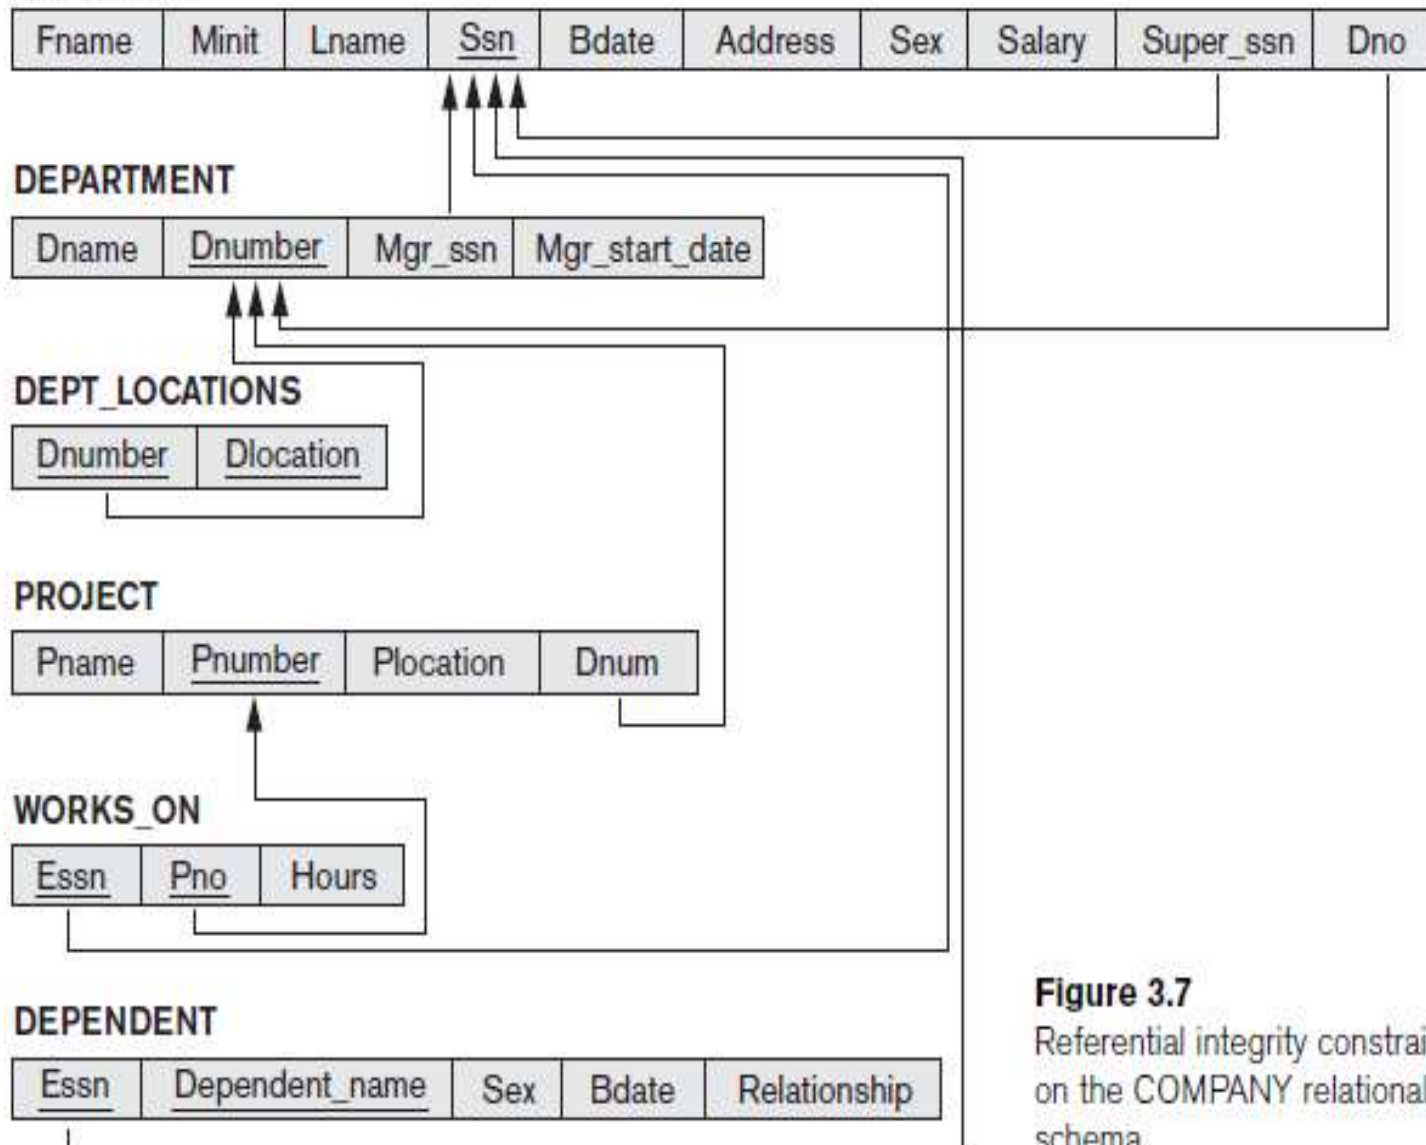 Fname Minit Lname Ssn Bdate Address Sex Salary Super_ssn Dno
DEPARTMENT
Dname Dnumber Mgr_ssn Mgr_start_date
DEPT_LOCATIONS
Dnumber Dlocation
PROJECT
Pname Pnumber Plocation Dnum
WORKS_ON
Essn Pno Hours
DEPENDENT
Essn Dependent_name Sex Bdate Relationship
Figure 3.7
Referential integrity constrai
on the COMPANY relational
schema